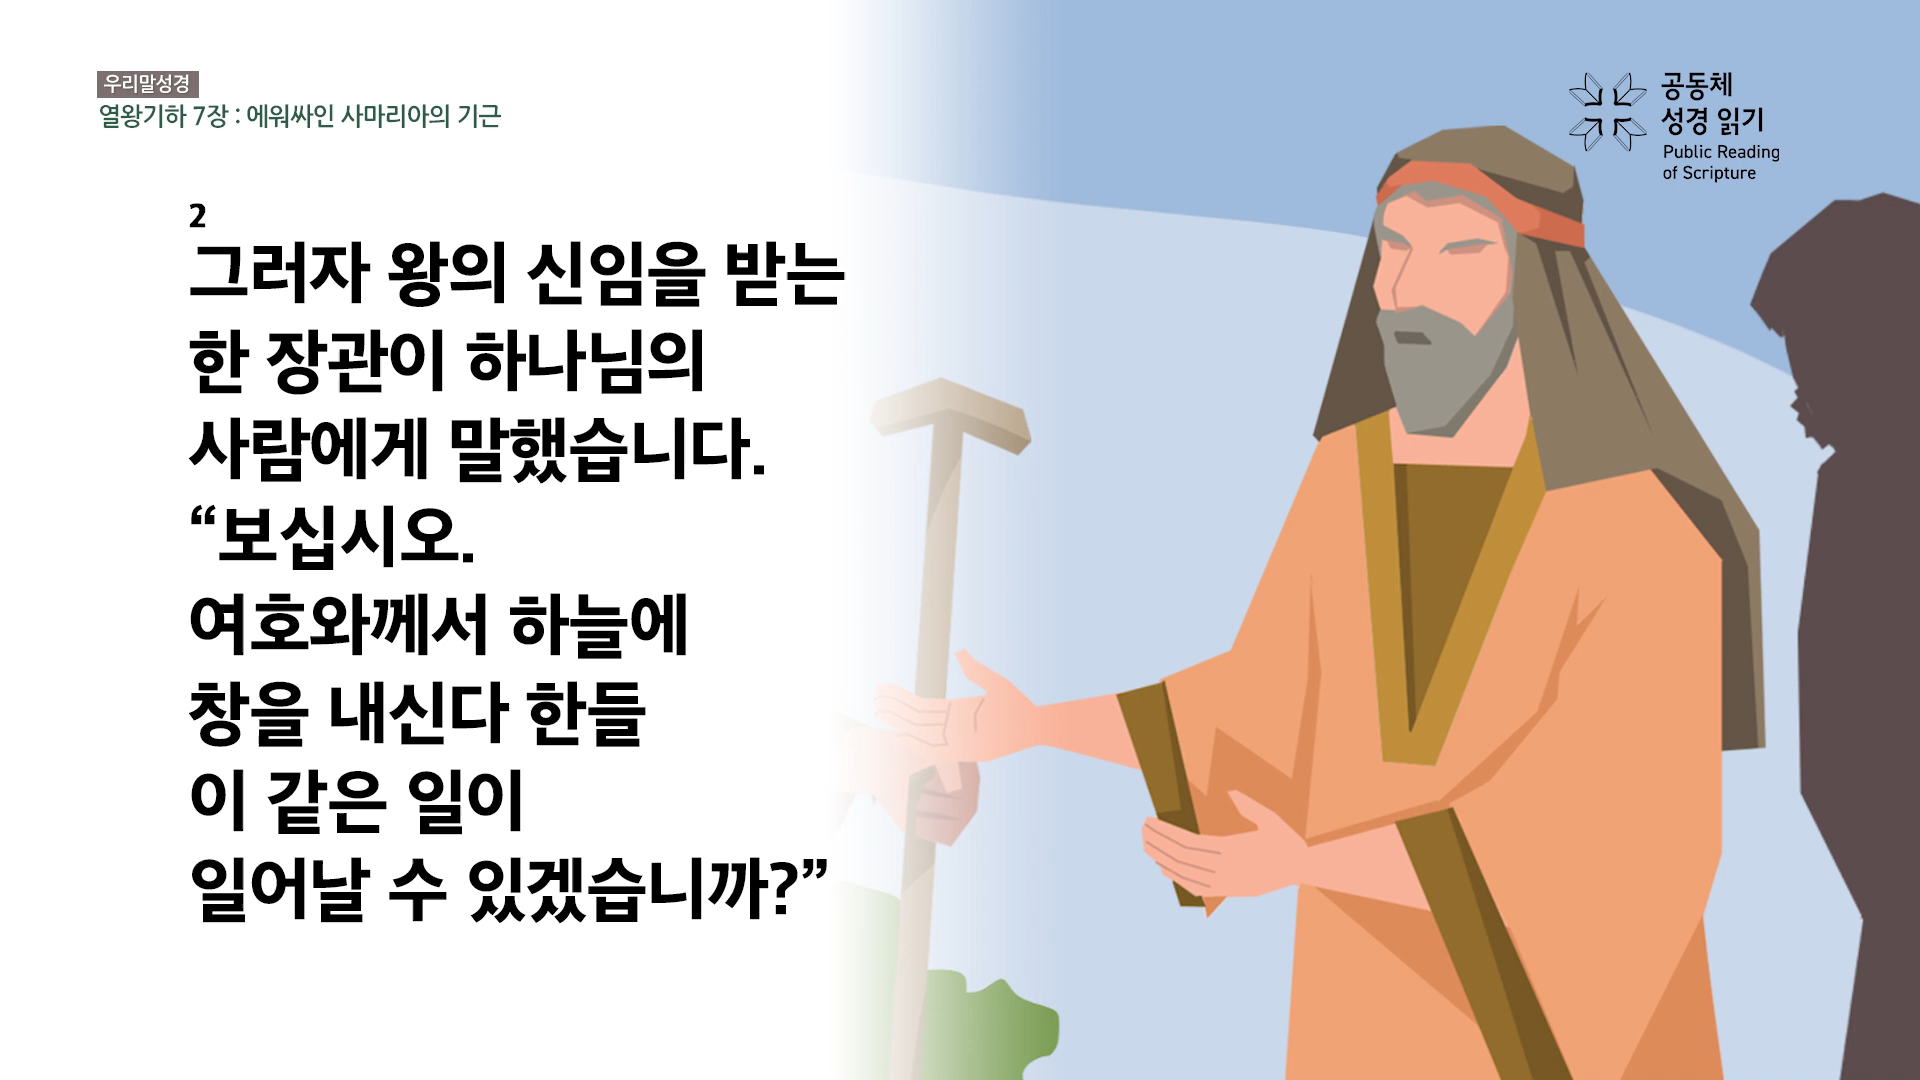 우리말성경
열왕기하 7장 : 에워싸인 사마리아의 기근
공동체
성경 읽기
Public Reading
of Scripture
2
그러자 왕의 신임을 받는
한 장관이 하나님의
사람에게 말했습니다.
“보십시오.
여호와께서 하늘에
창을 내신다 한들
이 같은 일이
일어날 수 있겠습니까?”